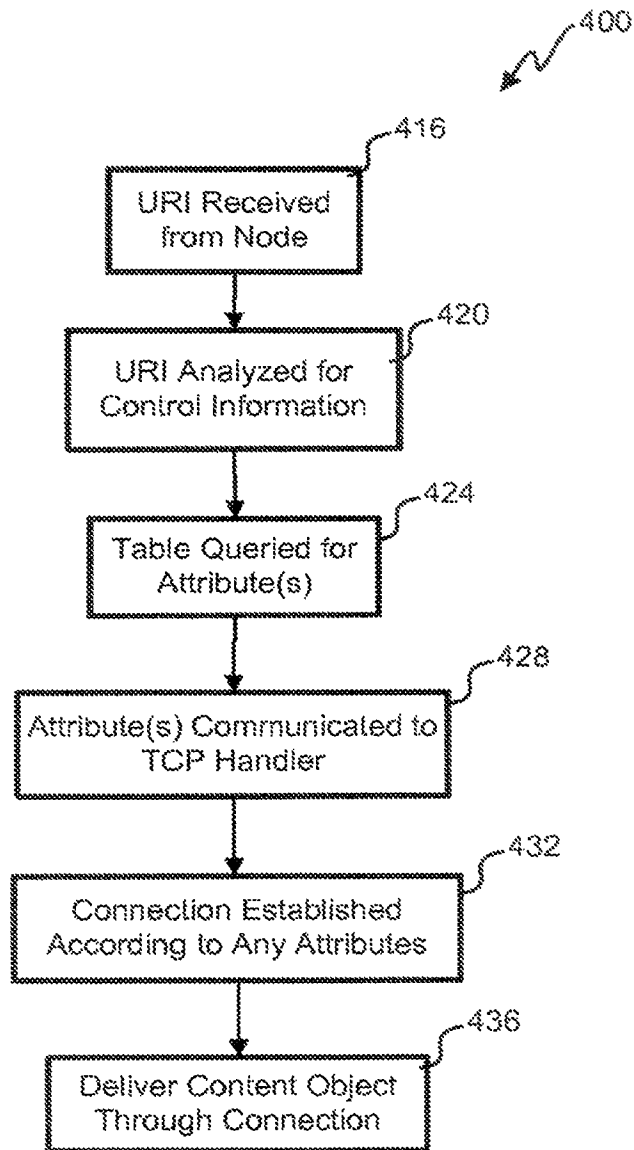 400
416
URI Received
from Node
420
URI Analyzed for
Control Information
424
Table Queried for
Attribute(s)
428
Attribute(s) Communicated to
TCP Handler
432
Connection Established
According to Any Attributes
436
Deliver Content Object
Through Connection